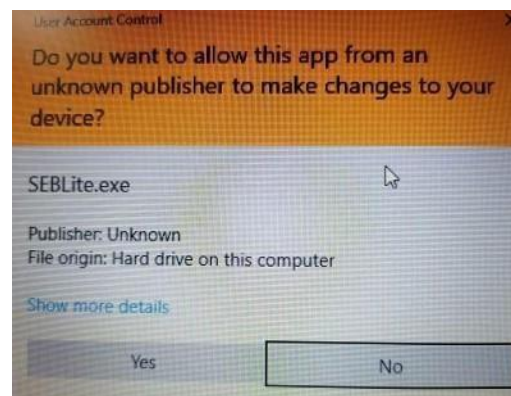 User Account Control
Do you want to allow this app from an
unknown publisher to make changes to your
device?
SEBLite.exe
Publisher: Unknown
File origin: Hard drive on this computer
Show more details
Yes
No